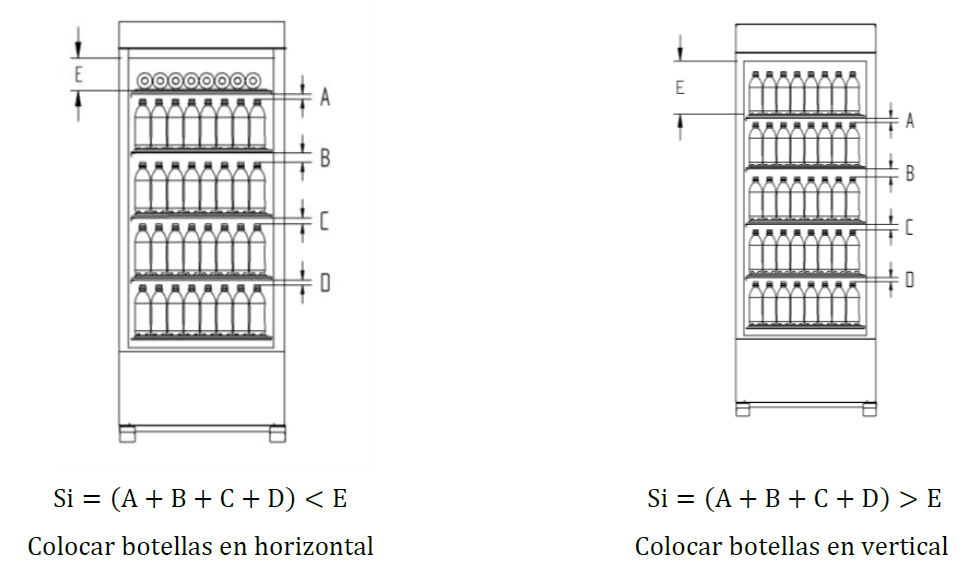 E
A
B
C
D
Si = (A + B + C + D) < E
Colocar botellas en horizontal
E
A
B
C
D
Si = (A + B + C + D) > E
Colocar botellas en vertical